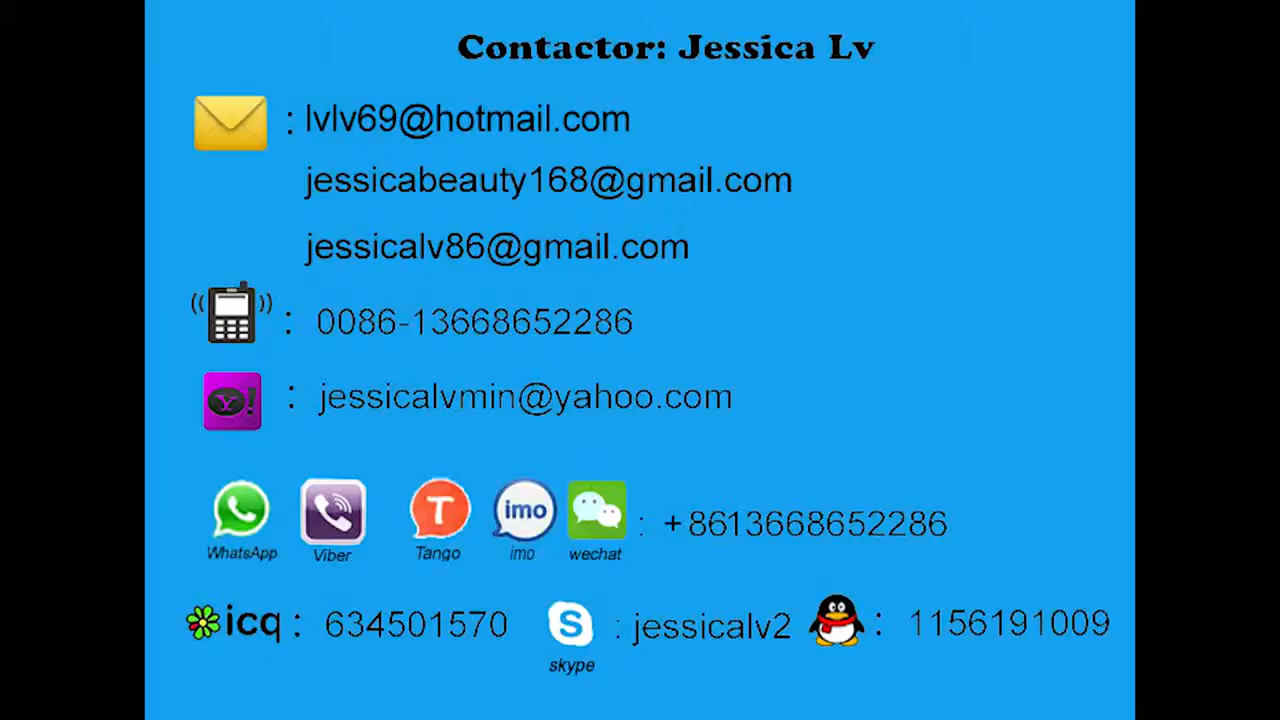 Contactor: Jessica Lv
: lvlv69@hotmail.com
jessicabeauty168@gmail.com
jessicalv86@gmail.com
: 0086-13668652286
Y! : jessicalvmin@yahoo.com
T imo : +8613668652286
WhatsApp Viber Tango imo wechat
icq : 634501570 S : jessicalv2 : 1156191009
skype